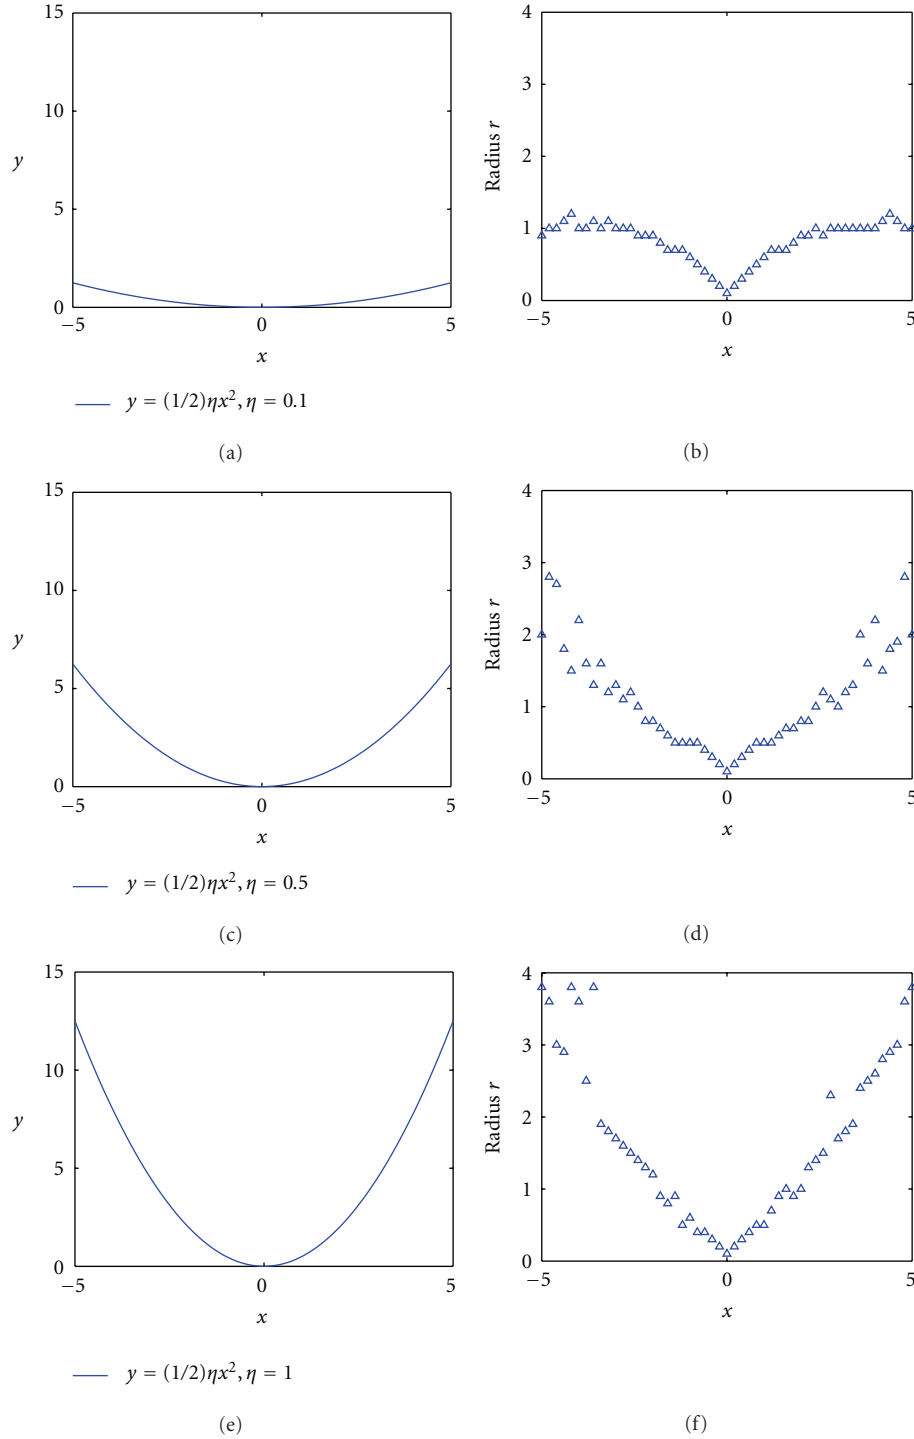 15
10
y
5
0
−5 0 5
x
y = (1/2)ηx², η = 0.1
(a)
4
3
Radius r
2
1
0
−5 0 5
x
(b)
15
10
y
5
0
−5 0 5
x
y = (1/2)ηx², η = 0.5
(c)
4
3
Radius r
2
1
0
−5 0 5
x
(d)
15
10
y
5
0
−5 0 5
x
y = (1/2)ηx², η = 1
(e)
4
3
Radius r
2
1
0
−5 0 5
x
(f)